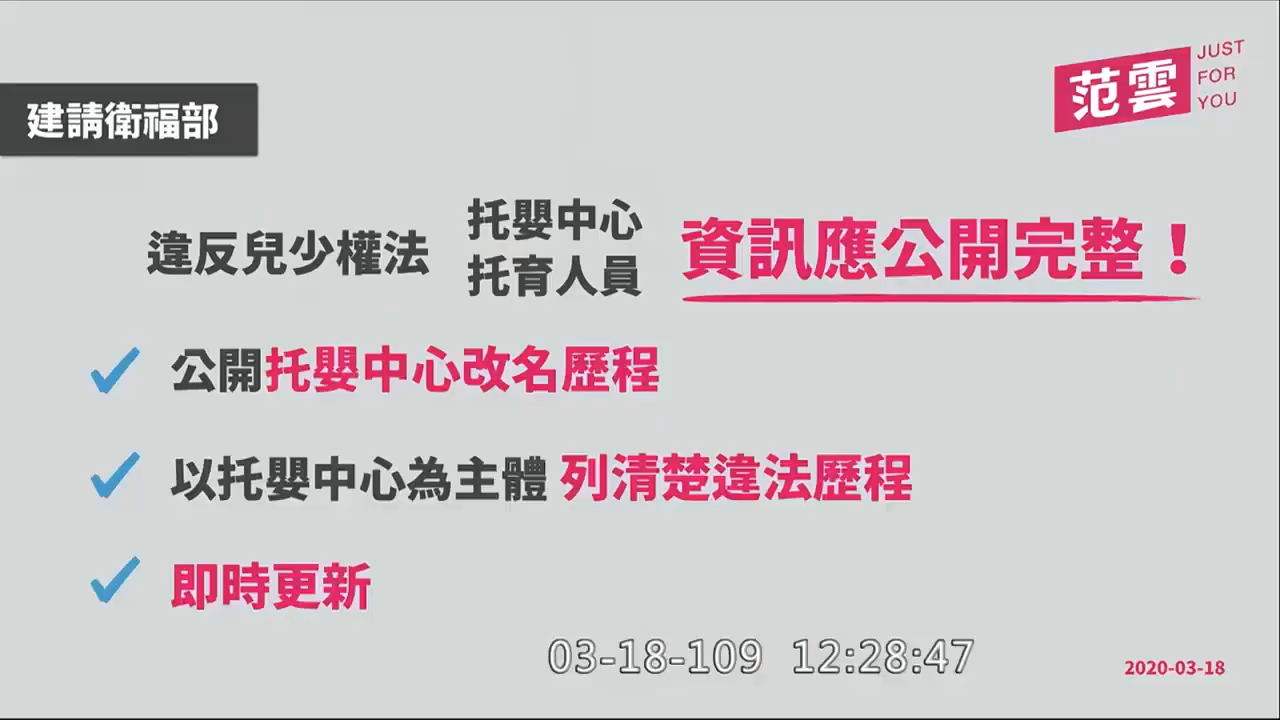 范雲
JUST
FOR
YOU
建請衛福部
違反兒少權法
托嬰中心
托育人員
資訊應公開完整！
公開托嬰中心改名歷程
以托嬰中心為主體 列清楚違法歷程
即時更新
03-18-109 12:28:47
2020-03-18